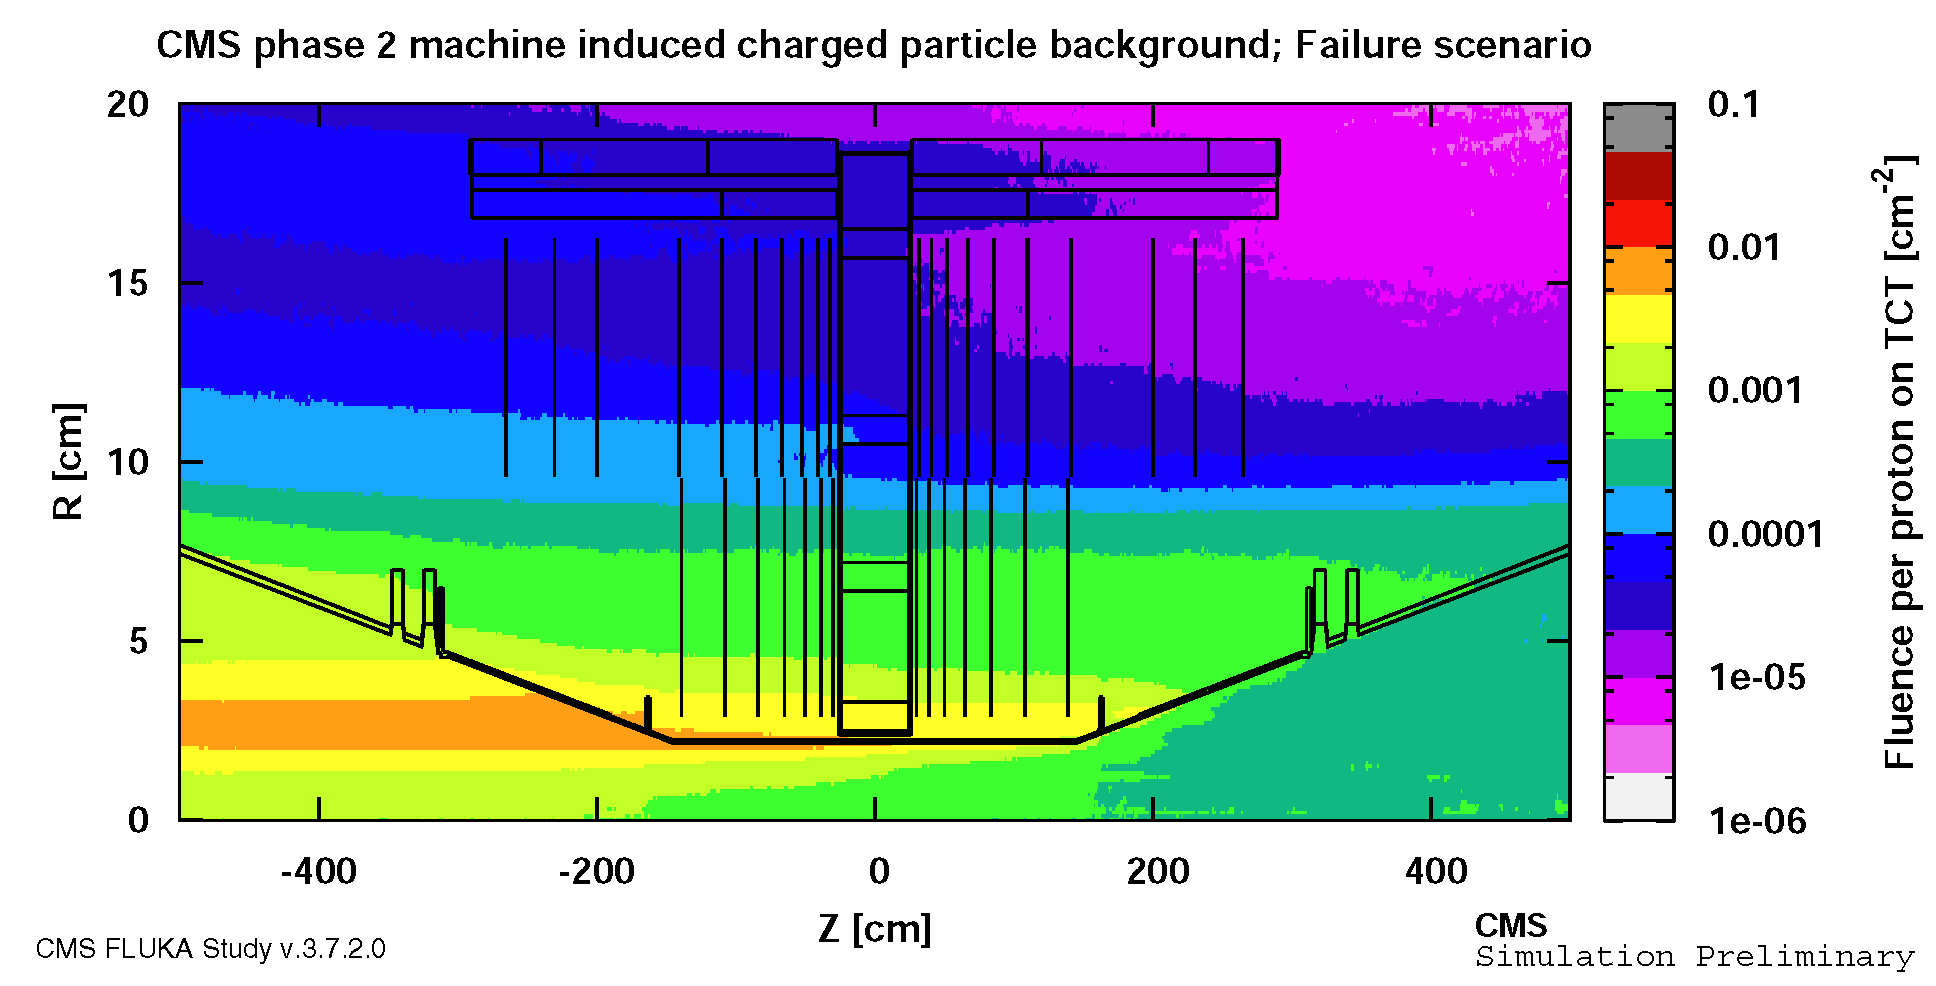 CMS phase 2 machine induced charged particle background; Failure scenario
20
15
10
5
0
R [cm]
-400
-200
0
200
400
Z [cm]
0.1
0.01
0.001
0.0001
1e-05
1e-06
Fluence per proton on TCT [cm-2]
CMS FLUKA Study v.3.7.2.0
CMS
Simulation Preliminary